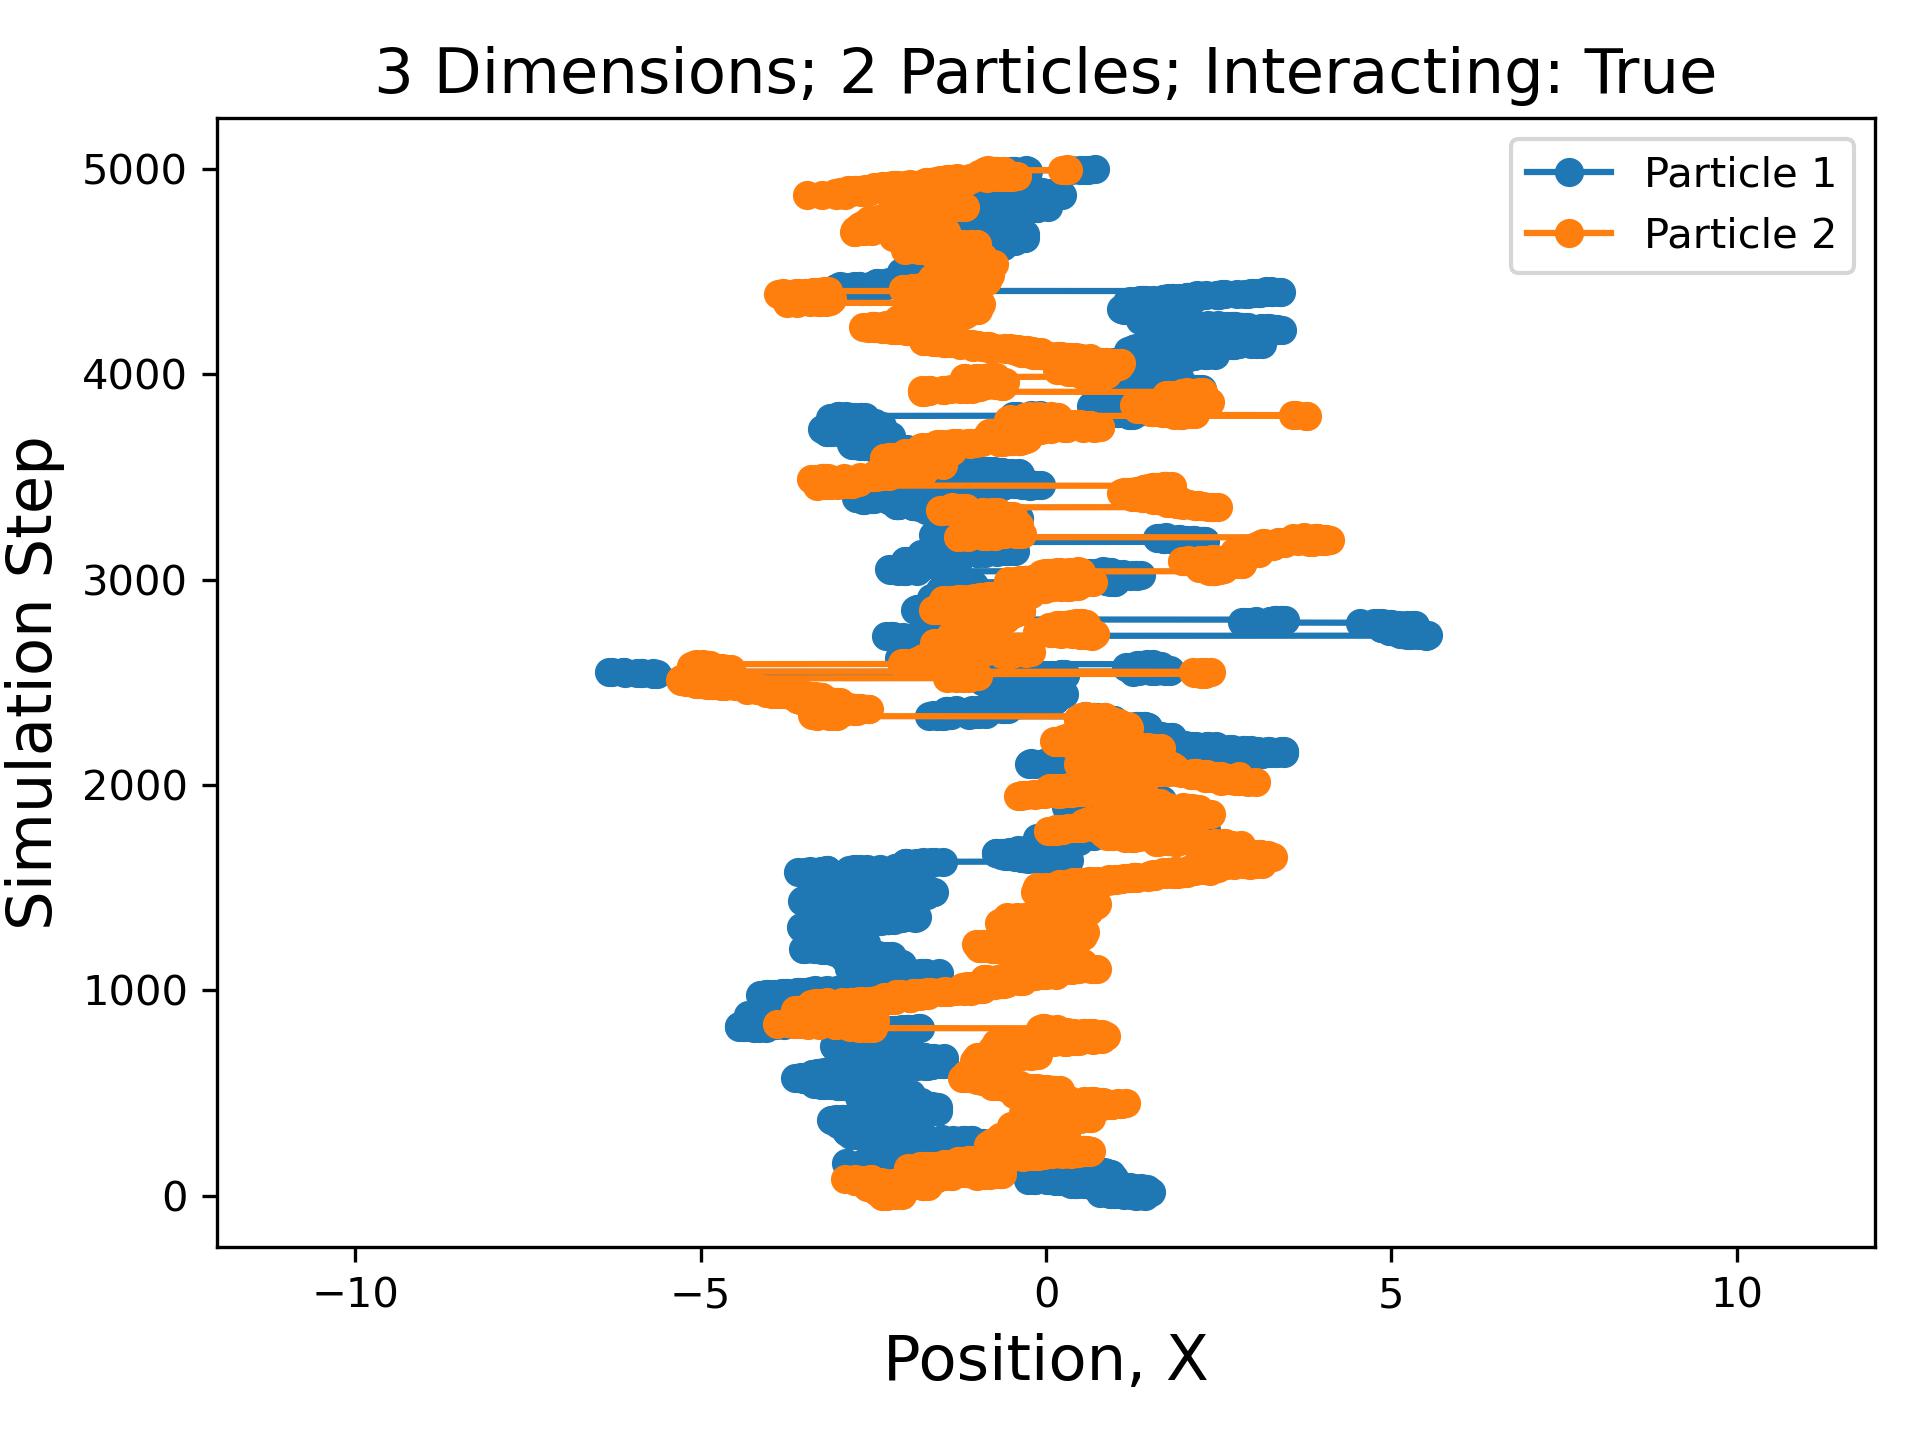 3 Dimensions; 2 Particles; Interacting: True
Particle 1
Particle 2
Simulation Step
5000
4000
3000
2000
1000
0
−10
−5
0
5
10
Position, X